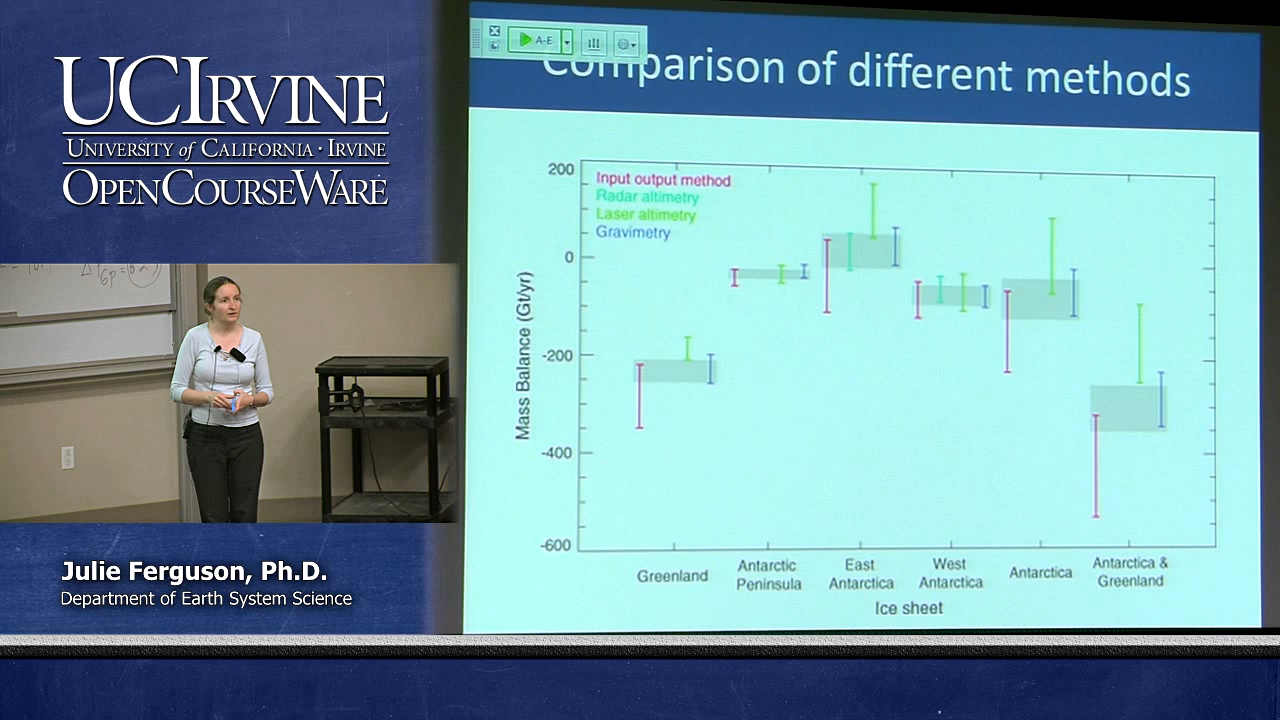 UCIRVINE
UNIVERSITY of CALIFORNIA · IRVINE
OPENCOURSEWARE
Julie Ferguson, Ph.D.
Department of Earth System Science
A-E
Comparison of different methods
Input output method
Radar altimetry
Laser altimetry
Gravimetry
Mass Balance (Gt/yr)
200
0
-200
-400
-600
Greenland
Antarctic
Peninsula
East
Antarctica
West
Antarctica
Antarctica
Antarctica &
Greenland
Ice sheet